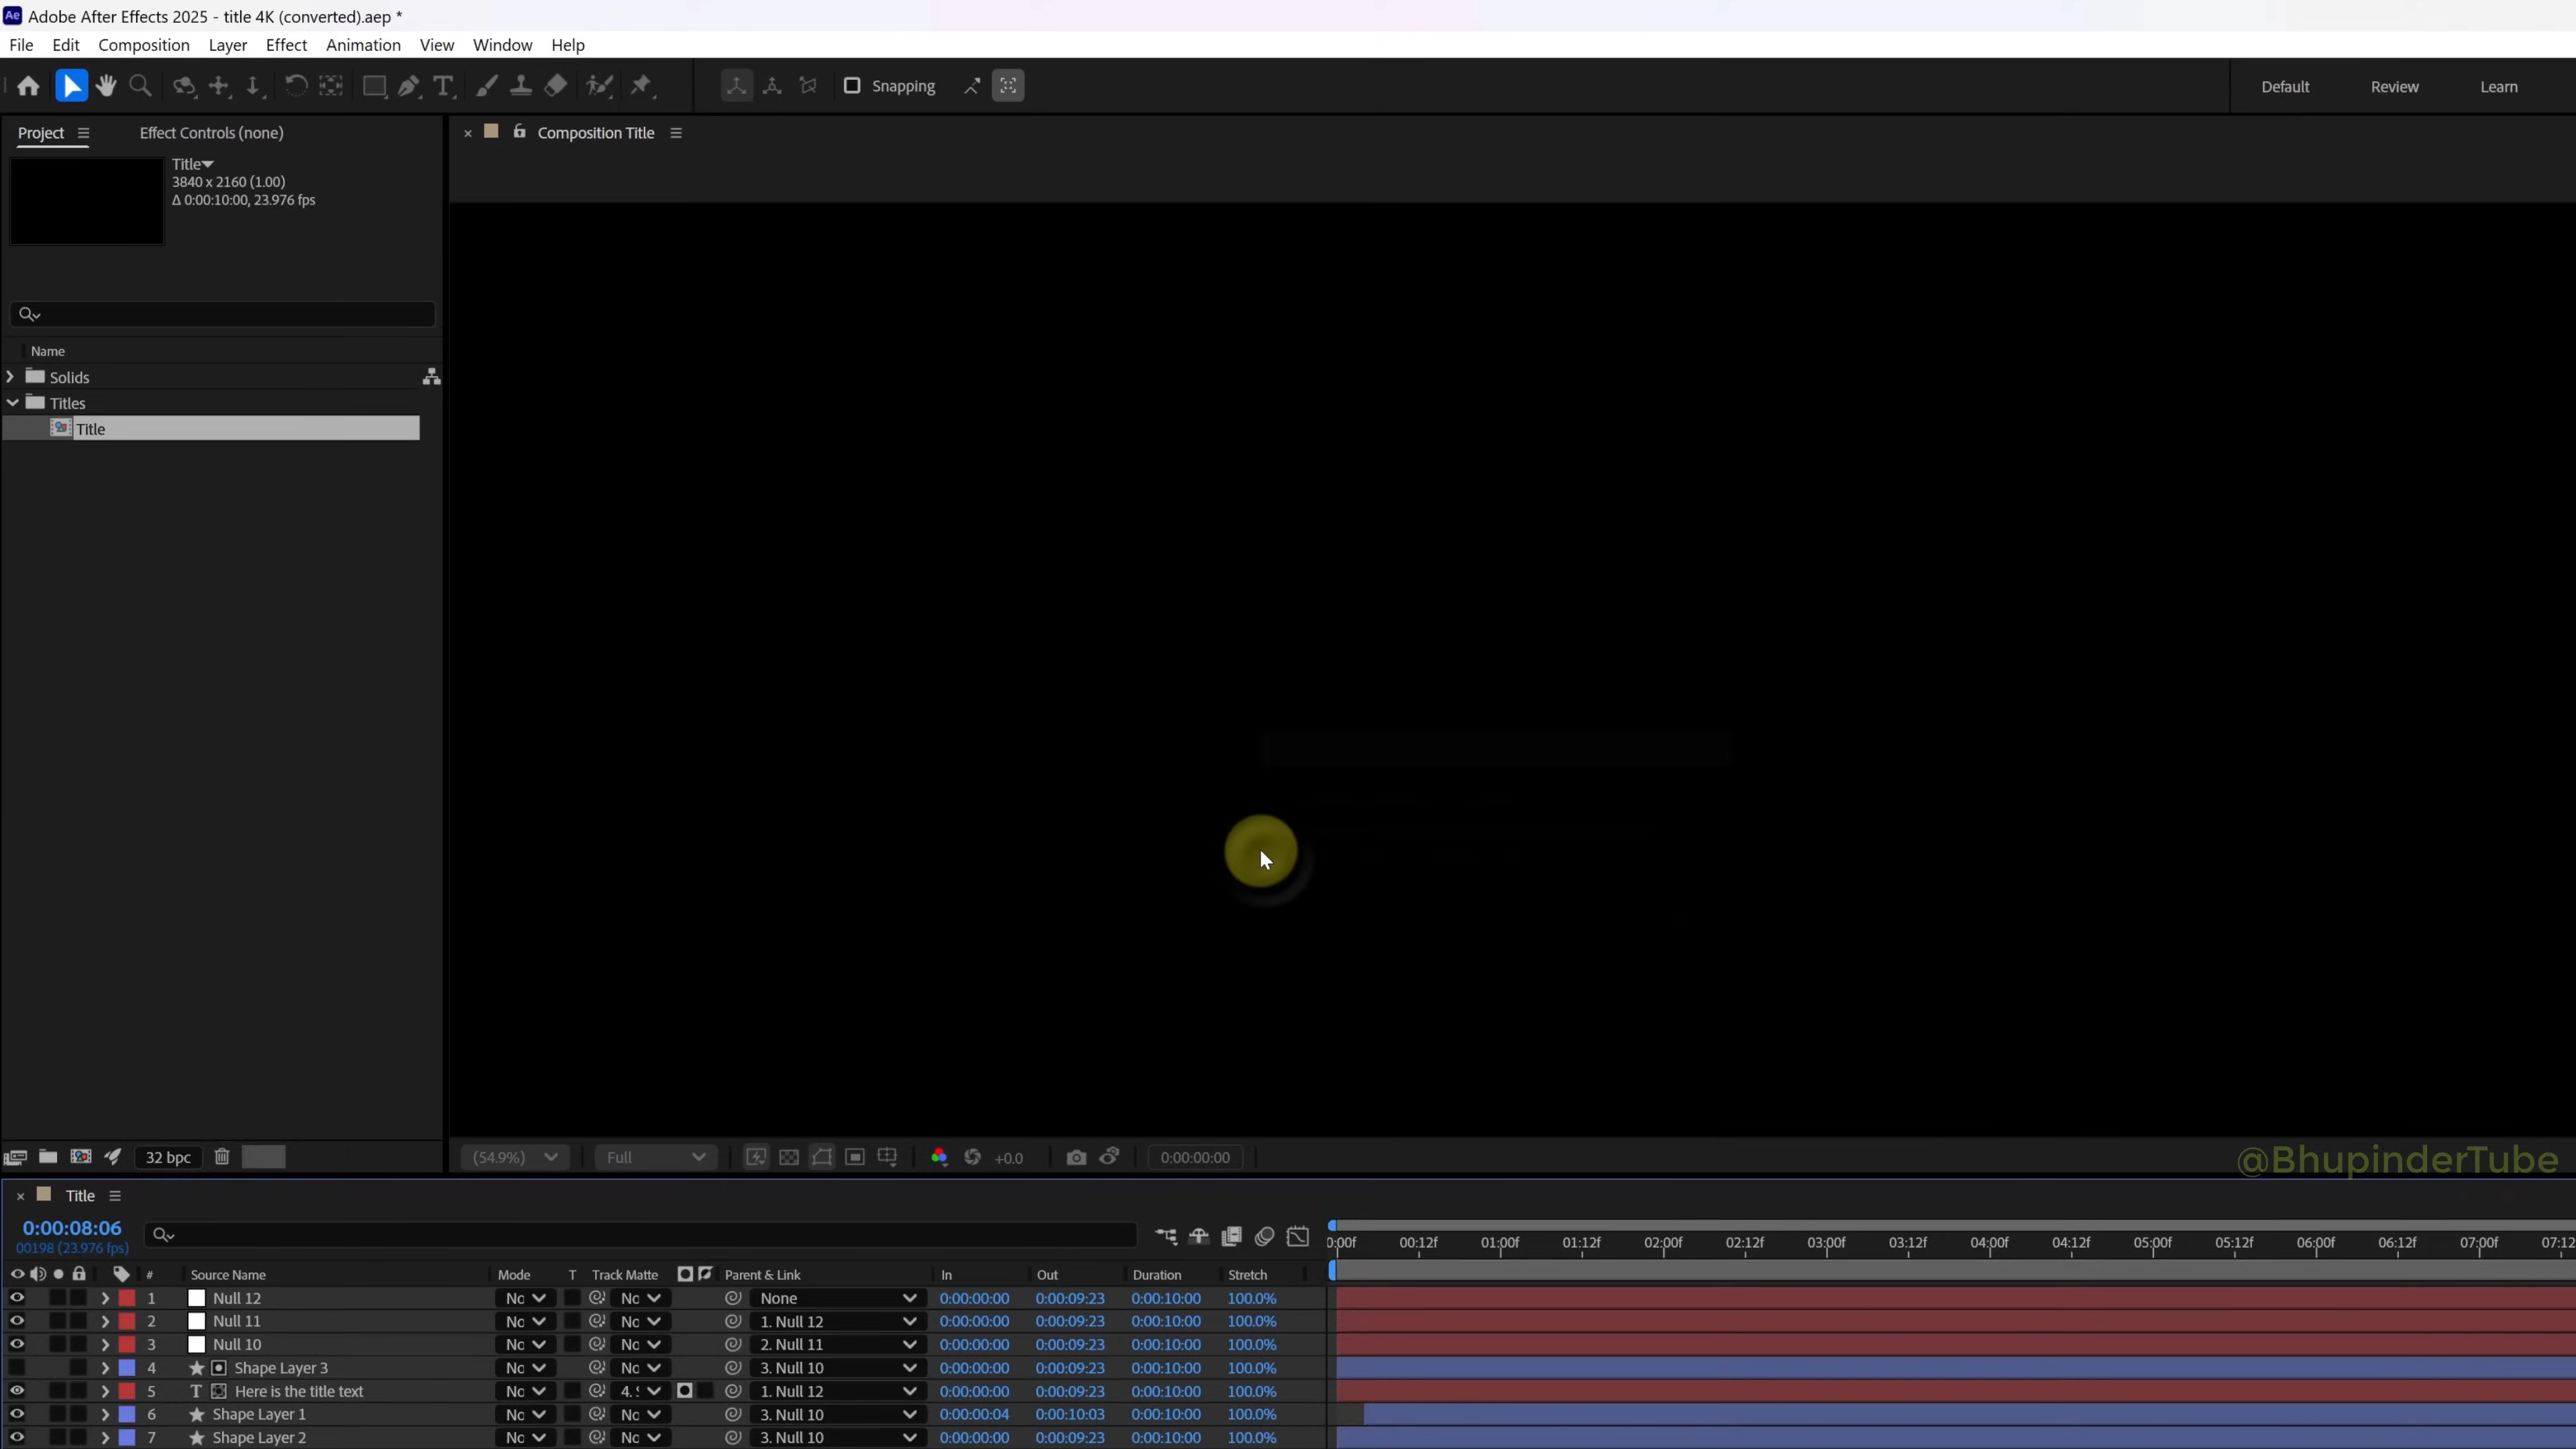 Ae Adobe After Effects 2025 - title 4K (converted).aep *
File Edit Composition Layer Effect Animation View Window Help
Snapping Default Review Learn
Project Effect Controls (none) Composition Title
Title
3840 x 2160 (1.00)
Δ 0:00:10:00, 23.976 fps
Name
Solids
Titles
Title
32 bpc (54.9%) Full +0.0 0:00:00:00
@BhupinderTube
Title
0:00:08:06
00198 (23.976 fps)
0:00f 00:12f 01:00f 01:12f 02:00f 02:12f 03:00f 03:12f 04:00f 04:12f 05:00f 05:12f 06:00f 06:12f 07:00f 07:12
# Source Name Mode T Track Matte Parent & Link In Out Duration Stretch
1 Null 12 No No None 0:00:00:00 0:00:09:23 0:00:10:00 100.0%
2 Null 11 No No 1. Null 12 0:00:00:00 0:00:09:23 0:00:10:00 100.0%
3 Null 10 No No 2. Null 11 0:00:00:00 0:00:09:23 0:00:10:00 100.0%
4 Shape Layer 3 No No 3. Null 10 0:00:00:00 0:00:09:23 0:00:10:00 100.0%
5 T Here is the title text No 4. S 1. Null 12 0:00:00:00 0:00:09:23 0:00:10:00 100.0%
6 Shape Layer 1 No No 3. Null 10 0:00:00:04 0:00:10:03 0:00:10:00 100.0%
7 Shape Layer 2 No No 3. Null 10 0:00:00:00 0:00:09:23 0:00:10:00 100.0%